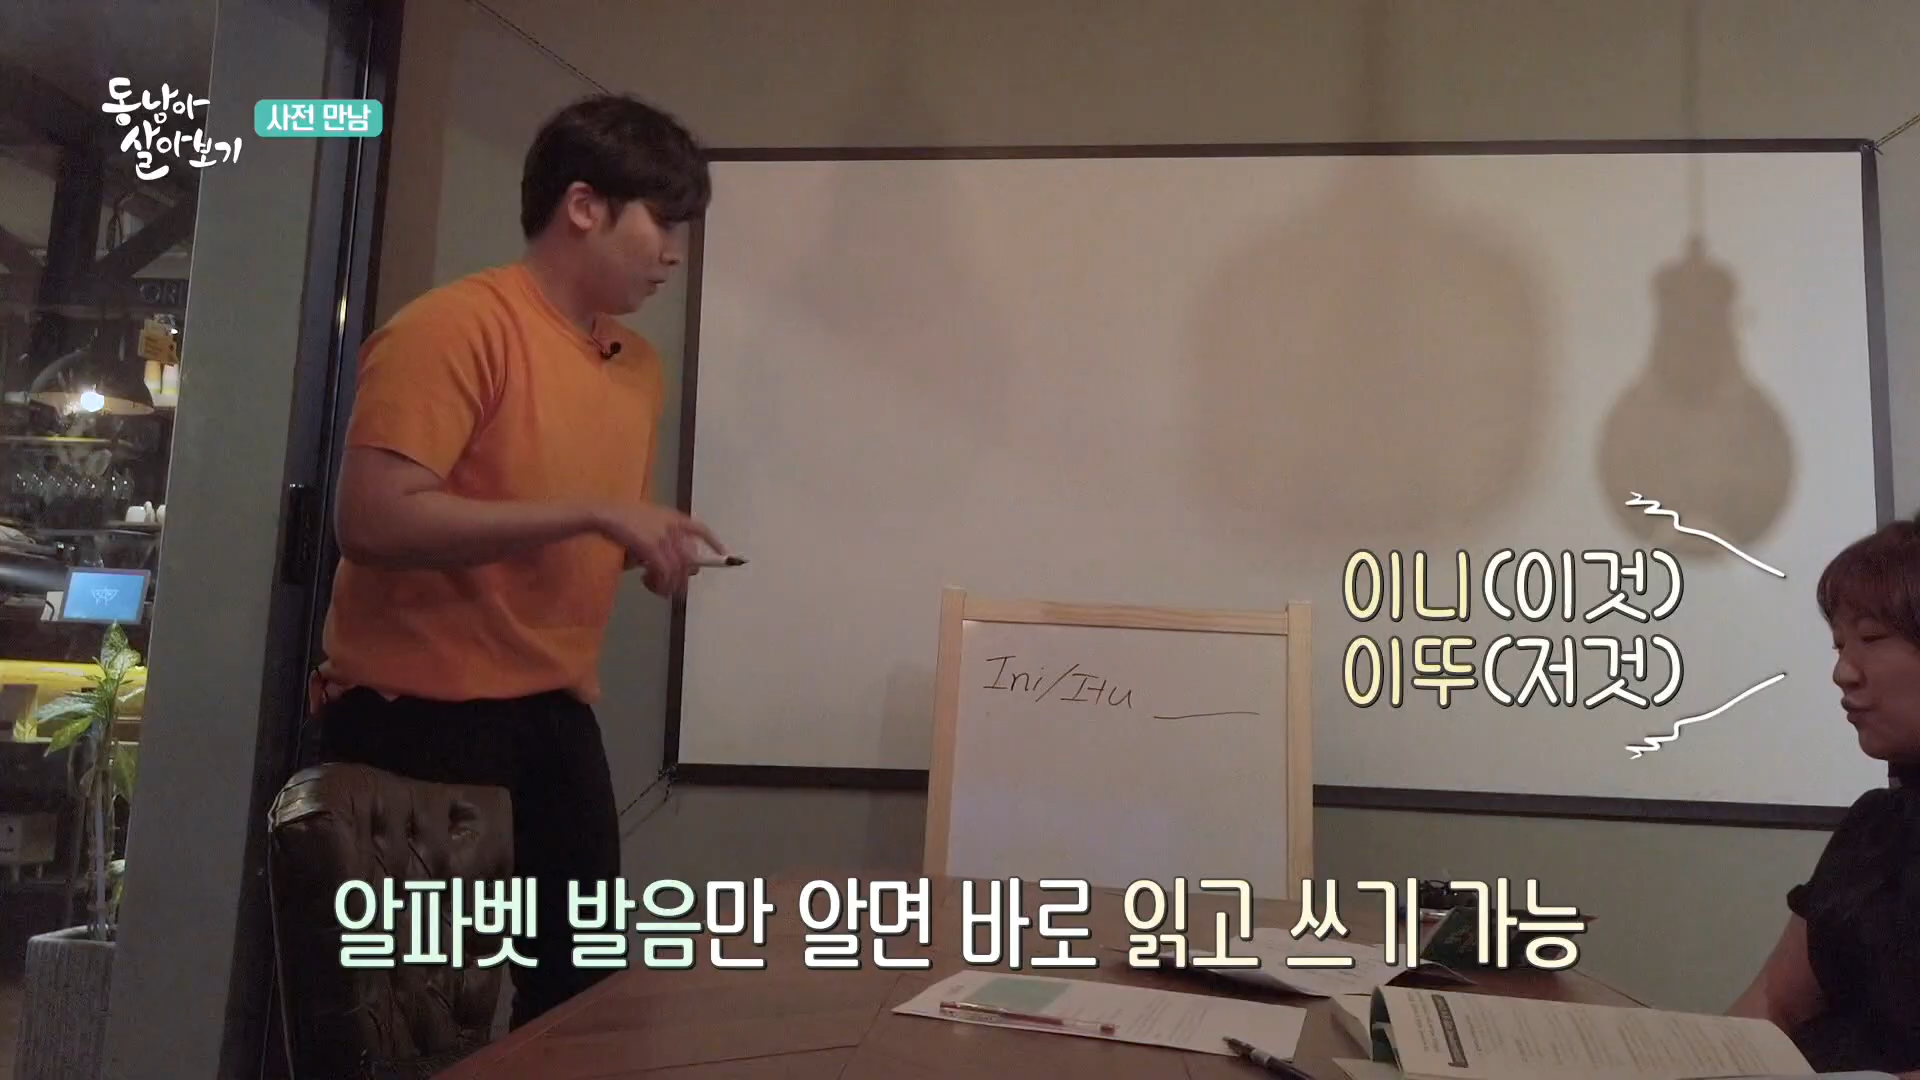 동남아
살아보기
사전 만남
이니(이것)
이뚜(저것)
Ini/Itu
알파벳 발음만 알면 바로 읽고 쓰기 가능